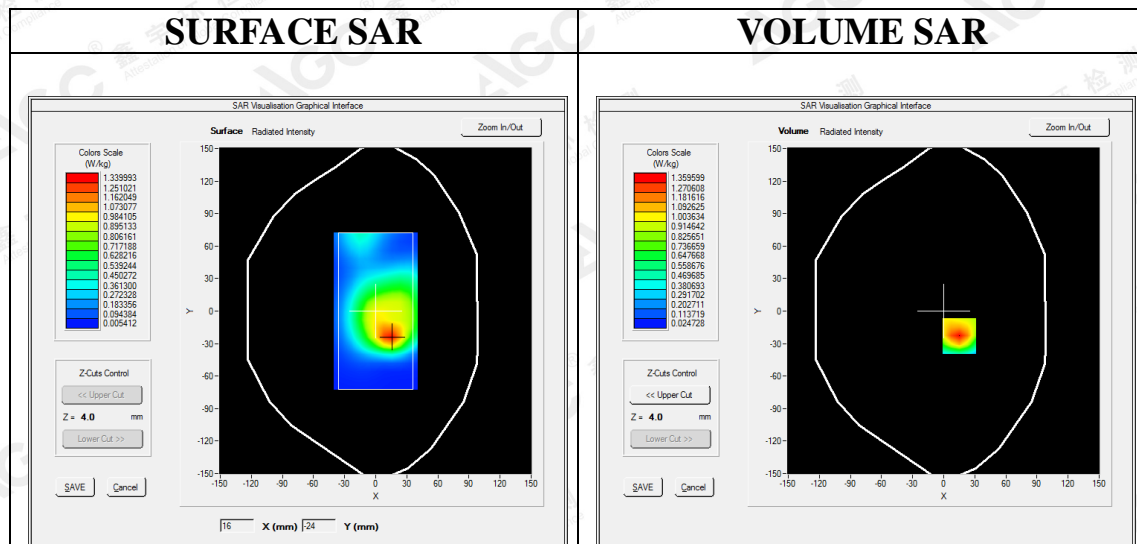 SURFACE SAR
VOLUME SAR
SAR Visualisation Graphical Interface
Surface Radiated Intensity
Zoom In/Out
Colors Scale
(W/kg)
1.339993
1.251021
1.162049
1.073077
0.984105
0.895133
0.806161
0.717188
0.628216
0.539244
0.450272
0.361300
0.272328
0.183356
0.094384
0.005412
Z-Cuts Control
<< Upper Cut
Z = 4.0 mm
Lower Cut >>
SAVE Cancel
150
120
90
60
30
0
-30
-60
-90
-120
-150
Y
-150 -120 -90 -60 -30 0 30 60 90 120 150
X
16 X (mm) -24 Y (mm)
SAR Visualisation Graphical Interface
Volume Radiated Intensity
Zoom In/Out
Colors Scale
(W/kg)
1.359599
1.270608
1.181616
1.092625
1.003634
0.914642
0.825651
0.736659
0.647668
0.558676
0.469685
0.380693
0.291702
0.202711
0.113719
0.024728
Z-Cuts Control
<< Upper Cut
Z = 4.0 mm
Lower Cut >>
SAVE Cancel
150
120
90
60
30
0
-30
-60
-90
-120
-150
Y
-150 -120 -90 -60 -30 0 30 60 90 120 150
X